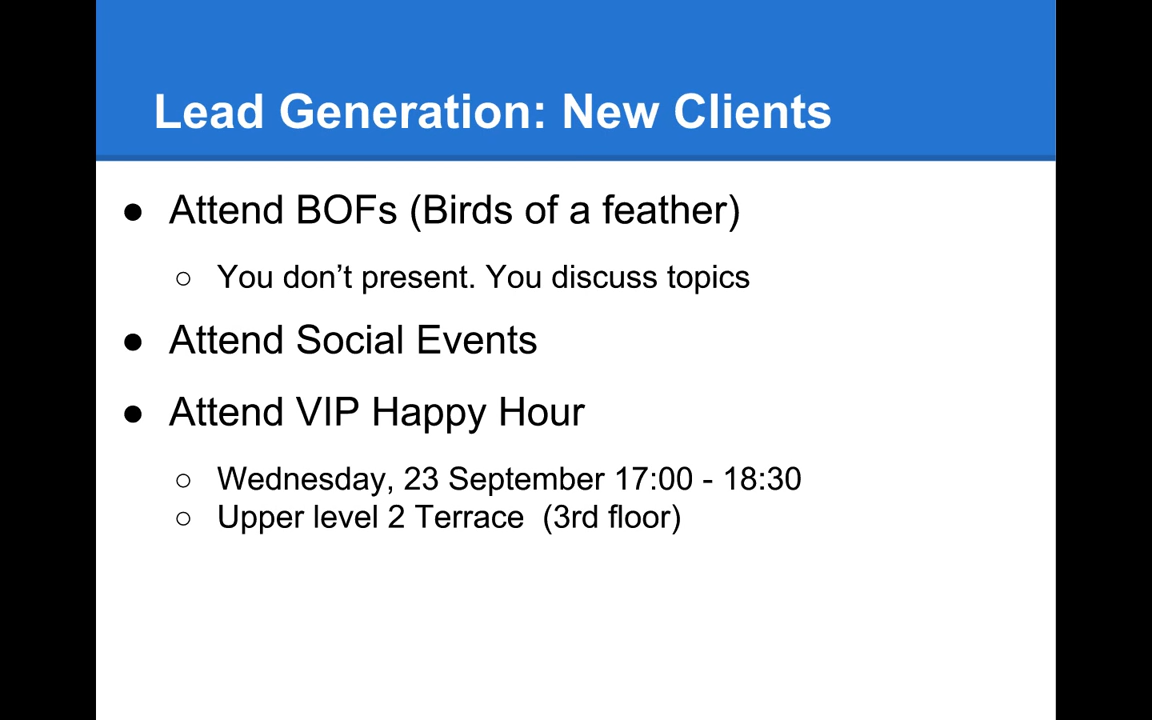 Lead Generation: New Clients
● Attend BOFs (Birds of a feather)
○ You don’t present. You discuss topics
● Attend Social Events
● Attend VIP Happy Hour
○ Wednesday, 23 September 17:00 - 18:30
○ Upper level 2 Terrace  (3rd floor)